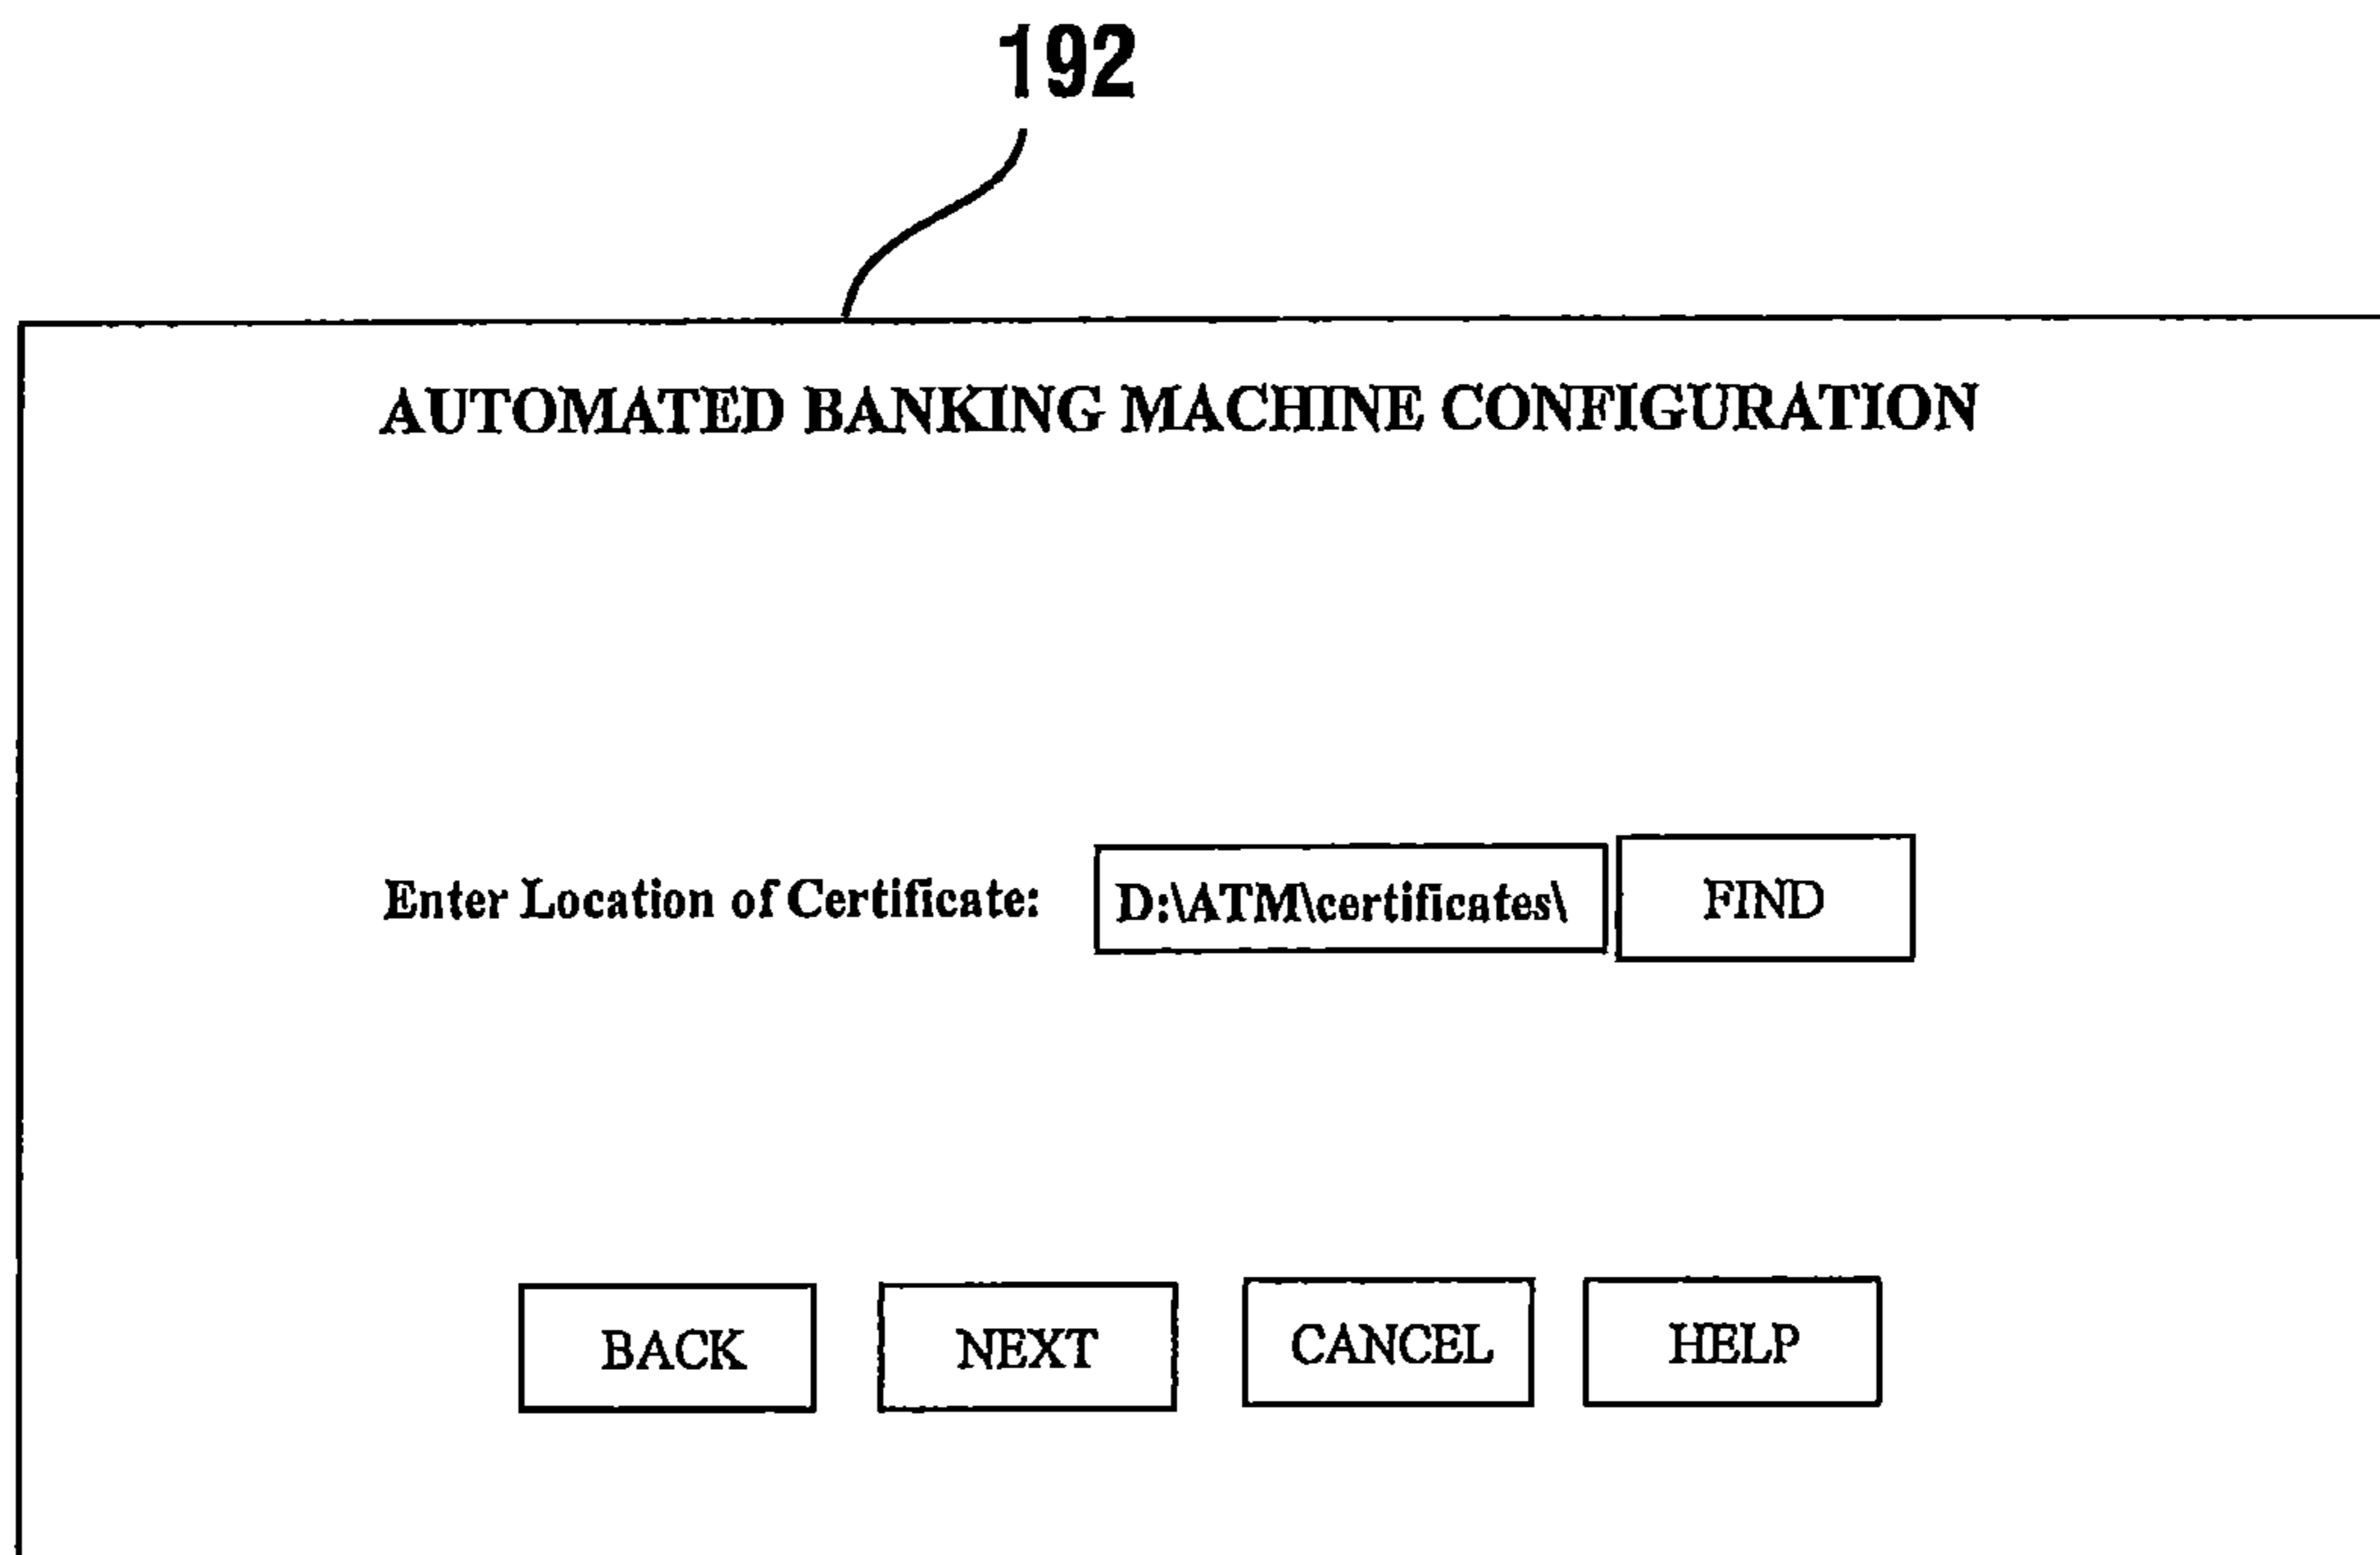 192
AUTOMATED BANKING MACHINE CONFIGURATION
Enter Location of Certificate: D:\ATM\certificates\ FIND
BACK NEXT CANCEL HELP